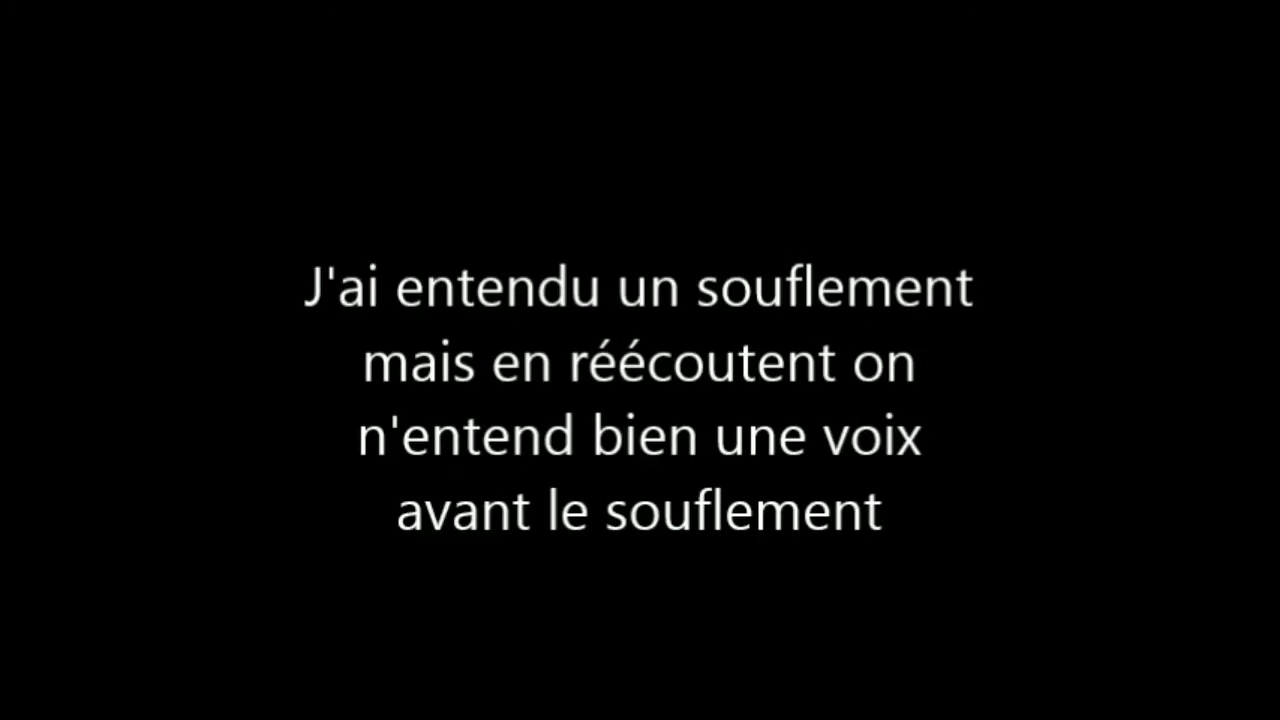 J'ai entendu un souflement
mais en réécoutent on
n'entend bien une voix
avant le souflement